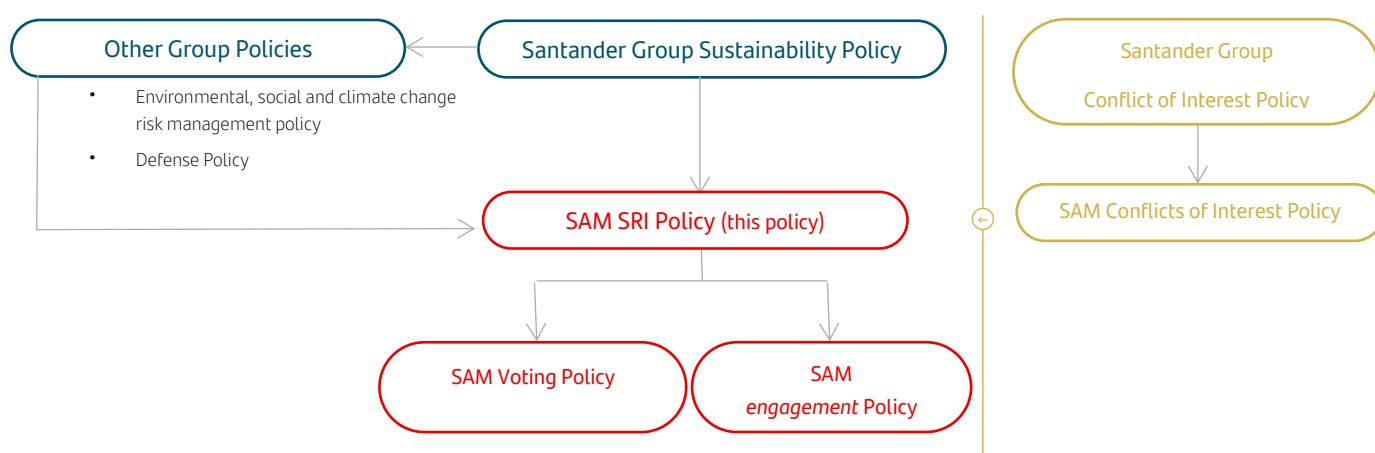 Other Group Policies
Santander Group Sustainability Policy
• Environmental, social and climate change
risk management policy
• Defense Policy
SAM SRI Policy (this policy)
SAM Voting Policy
SAM
engagement Policy
Santander Group
Conflict of Interest Policy
SAM Conflicts of Interest Policy